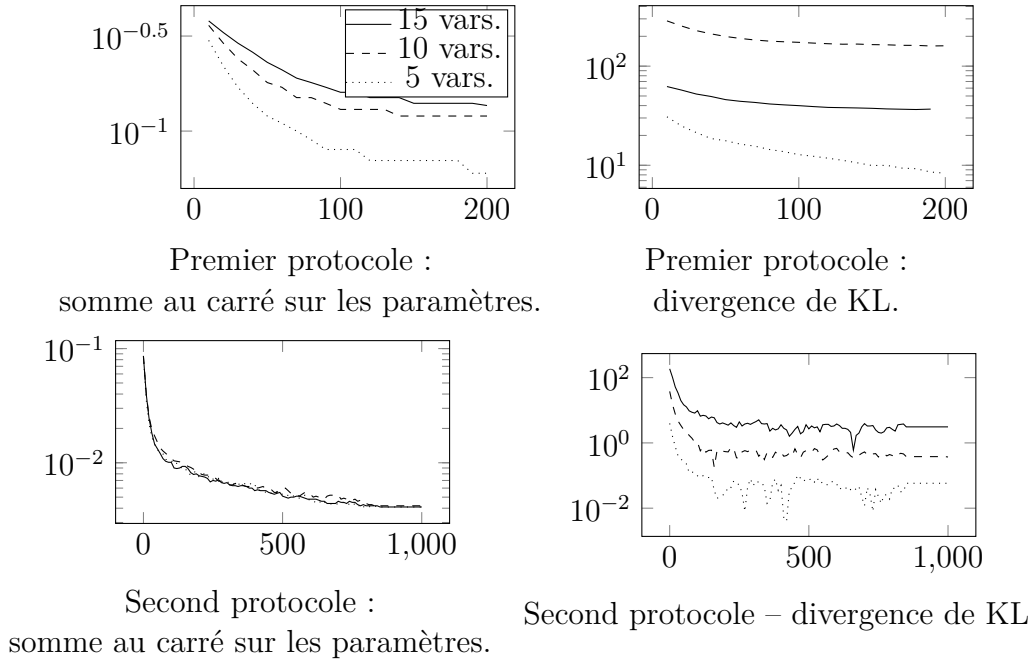 10^−0.5
10^−1
0
100
200
15 vars.
10 vars.
5 vars.
Premier protocole :
somme au carré sur les paramètres.
10^2
10^1
0
100
200
Premier protocole :
divergence de KL.
10^−1
10^−2
0
500
1,000
Second protocole :
somme au carré sur les paramètres.
10^2
10^0
10^−2
0
500
1,000
Second protocole – divergence de KL